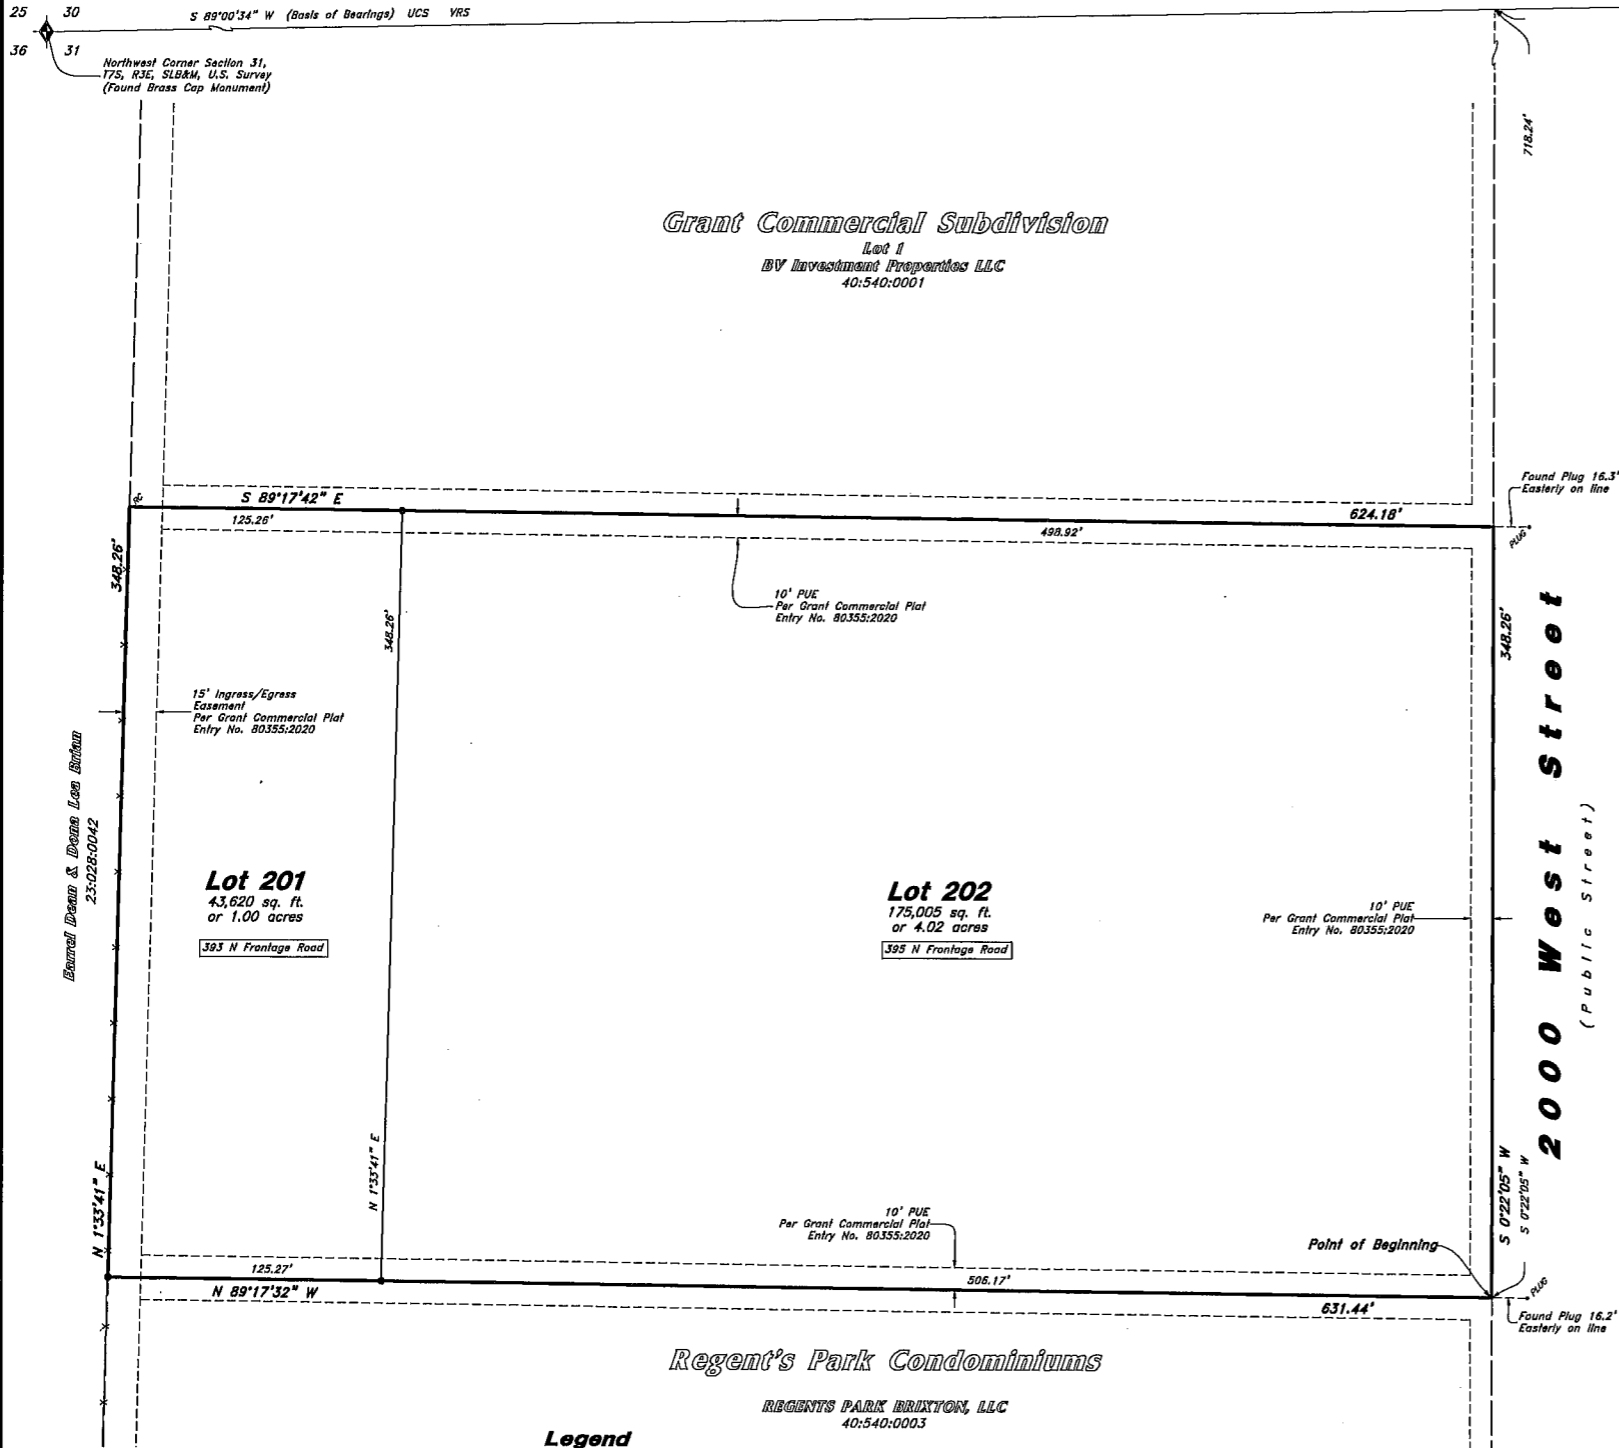 25 30
36 31
S 89°00'34" W (Basis of Bearings) UCS VRS
Northwest Corner Section 31,
T7S, R3E, SLB&M, U.S. Survey
(Found Brass Cap Monument)
718.24'
Grant Commercial Subdivision
Lot 1
BV Investment Properties LLC
40:540:0001
Found Plug 16.3'
Easterly on line
PLUG
S 89°17'42" E
125.26'
624.18'
498.92'
348.26'
348.26'
348.26'
10' PUE
Per Grant Commercial Plat
Entry No. 80355:2020
15' Ingress/Egress
Easement
Per Grant Commercial Plat
Entry No. 80355:2020
Earrel Dean & Dona Lea Brian
23:028:0042
Lot 201
43,620 sq. ft.
or 1.00 acres
393 N Frontage Road
Lot 202
175,005 sq. ft.
or 4.02 acres
395 N Frontage Road
10' PUE
Per Grant Commercial Plat
Entry No. 80355:2020
2000 West Street
(Public Street)
N 1°33'41" E
N 1°33'41" E
S 0°22'05" W
S 0°22'05" W
10' PUE
Per Grant Commercial Plat
Entry No. 80355:2020
Point of Beginning
125.27'
506.17'
N 89°17'32" W
631.44'
PLUG
Found Plug 16.2'
Easterly on line
Regent's Park Condominiums
REGENTS PARK BRIXTON, LLC
40:540:0003
Legend